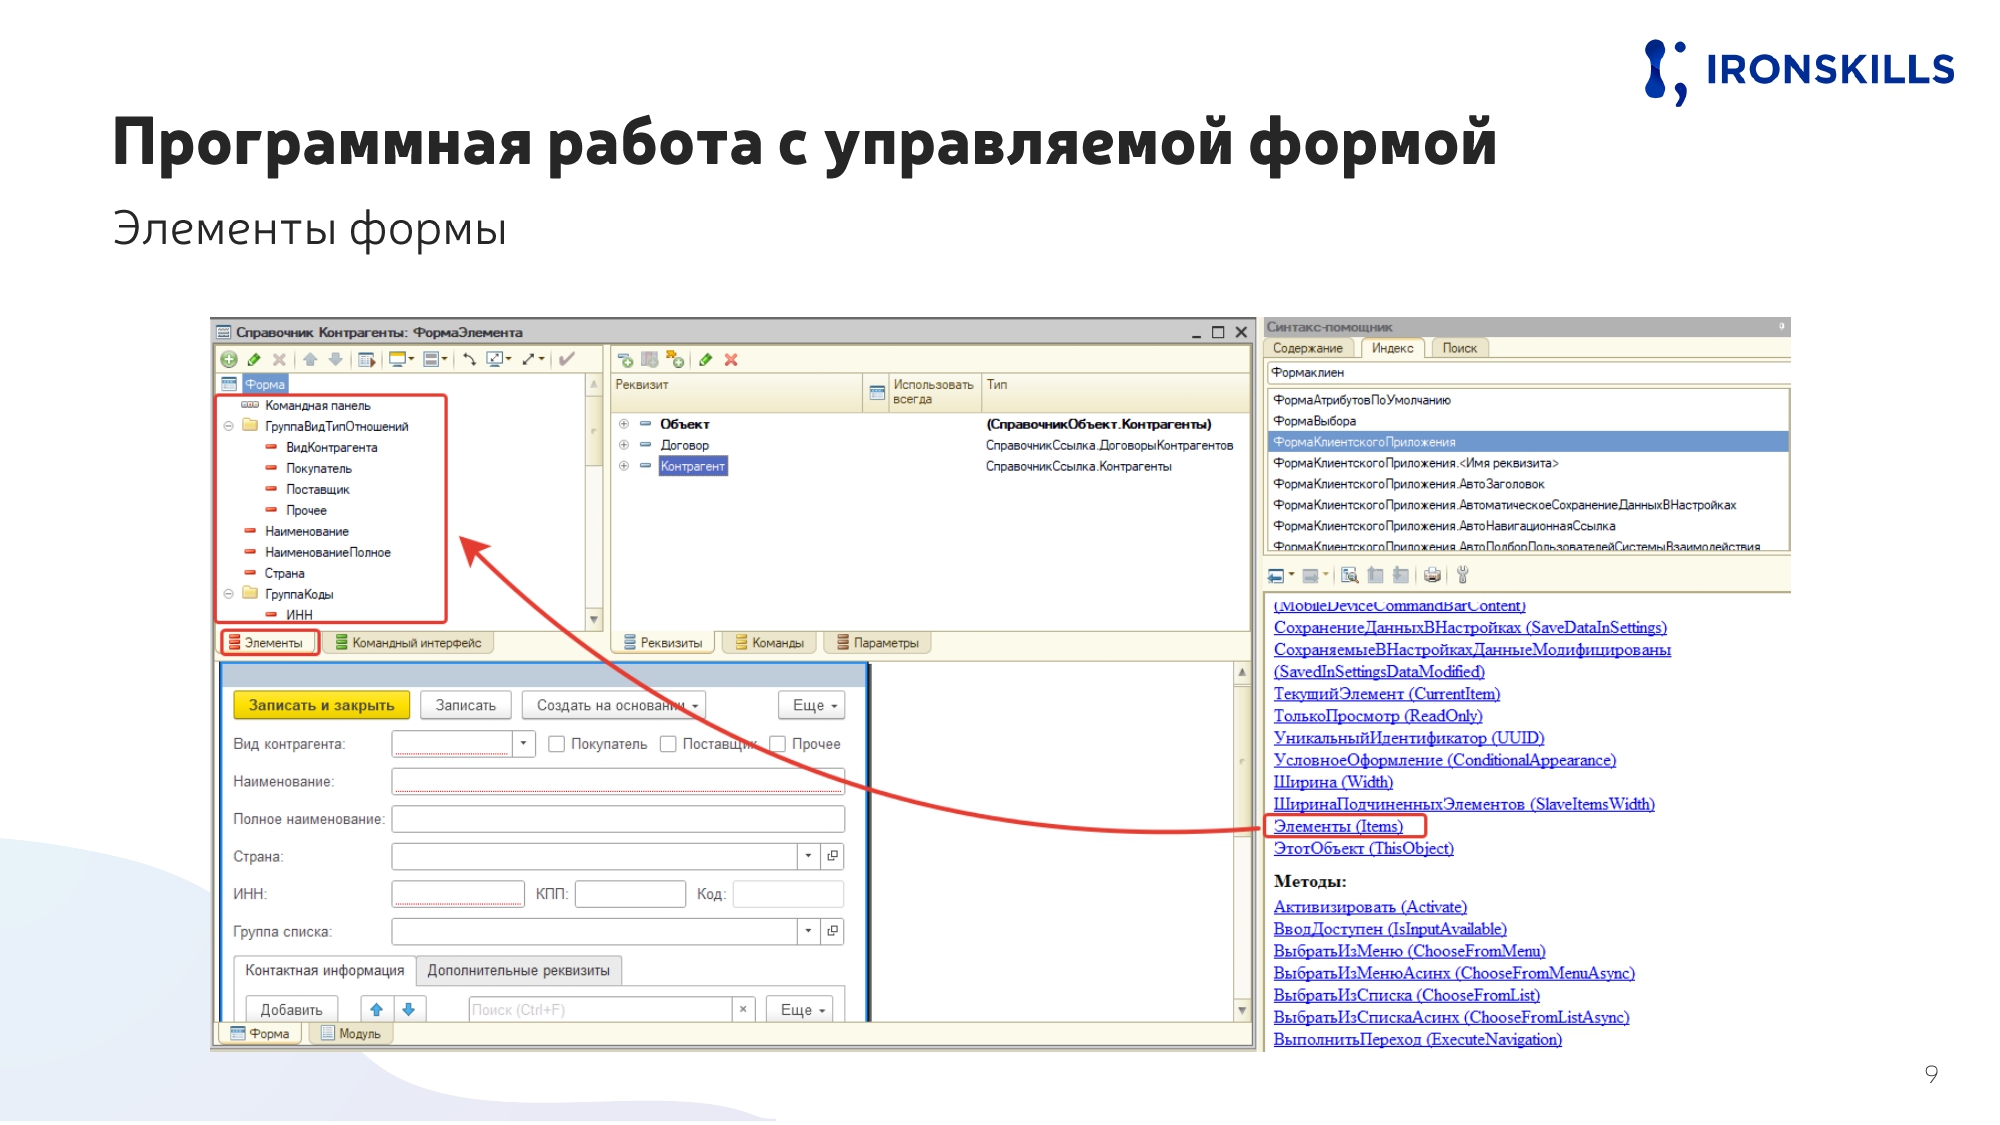 IRONSKILLS
Программная работа с управляемой формой
Элементы формы
Справочник Контрагенты: ФормаЭлемента
Форма
Командная панель
ГруппаВидТипОтношений
ВидКонтрагента
Покупатель
Поставщик
Прочее
Наименование
НаименованиеПолное
Страна
ГруппаКоды
ИНН
Элементы
Командный интерфейс
Реквизит
Использовать всегда
Тип
Объект
(СправочникОбъект.Контрагенты)
Договор
СправочникСсылка.ДоговорыКонтрагентов
Контрагент
СправочникСсылка.Контрагенты
Реквизиты
Команды
Параметры
Записать и закрыть
Записать
Создать на основании
Еще
Вид контрагента:
Покупатель
Поставщик
Прочее
Наименование:
Полное наименование:
Страна:
ИНН:
КПП:
Код:
Группа списка:
Контактная информация
Дополнительные реквизиты
Добавить
Поиск (Ctrl+F)
Еще
Форма
Модуль
Синтакс-помощник
Содержание
Индекс
Поиск
Формаклиен
ФормаАтрибутовПоУмолчанию
ФормаВыбора
ФормаКлиентскогоПриложения
ФормаКлиентскогоПриложения.<Имя реквизита>
ФормаКлиентскогоПриложения.АвтоЗаголовок
ФормаКлиентскогоПриложения.АвтоматическоеСохранениеДанныхВНастройках
ФормаКлиентскогоПриложения.АвтоНавигационнаяСсылка
ФормаКлиентскогоПриложения.АвтоПодборПользователейСистемыВзаимодействия
(MobileDeviceCommandBarContent)
СохранениеДанныхВНастройках (SaveDataInSettings)
СохраняемыеВНастройкахДанныеМодифицированы
(SavedInSettingsDataModified)
ТекущийЭлемент (CurrentItem)
ТолькоПросмотр (ReadOnly)
УникальныйИдентификатор (UUID)
УсловноеОформление (ConditionalAppearance)
Ширина (Width)
ШиринаПодчиненныхЭлементов (SlaveItemsWidth)
Элементы (Items)
ЭтотОбъект (ThisObject)
Методы:
Активизировать (Activate)
ВводДоступен (IsInputAvailable)
ВыбратьИзМеню (ChooseFromMenu)
ВыбратьИзМенюАсинх (ChooseFromMenuAsync)
ВыбратьИзСписка (ChooseFromList)
ВыбратьИзСпискаАсинх (ChooseFromListAsync)
ВыполнитьПереход (ExecuteNavigation)
9